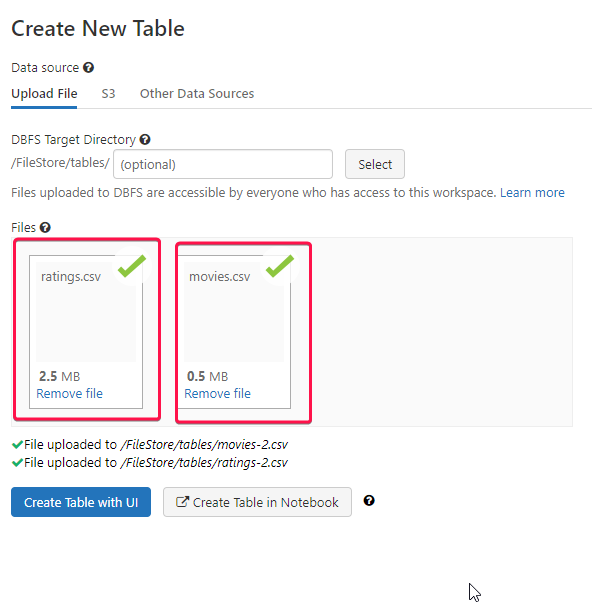 Create New Table
Data source ?
Upload File S3 Other Data Sources
DBFS Target Directory ?
/FileStore/tables/ (optional) Select
Files uploaded to DBFS are accessible by everyone who has access to this workspace. Learn more
Files ?
ratings.csv movies.csv
2.5 MB 0.5 MB
Remove file Remove file
File uploaded to /FileStore/tables/movies-2.csv
File uploaded to /FileStore/tables/ratings-2.csv
Create Table with UI Create Table in Notebook ?